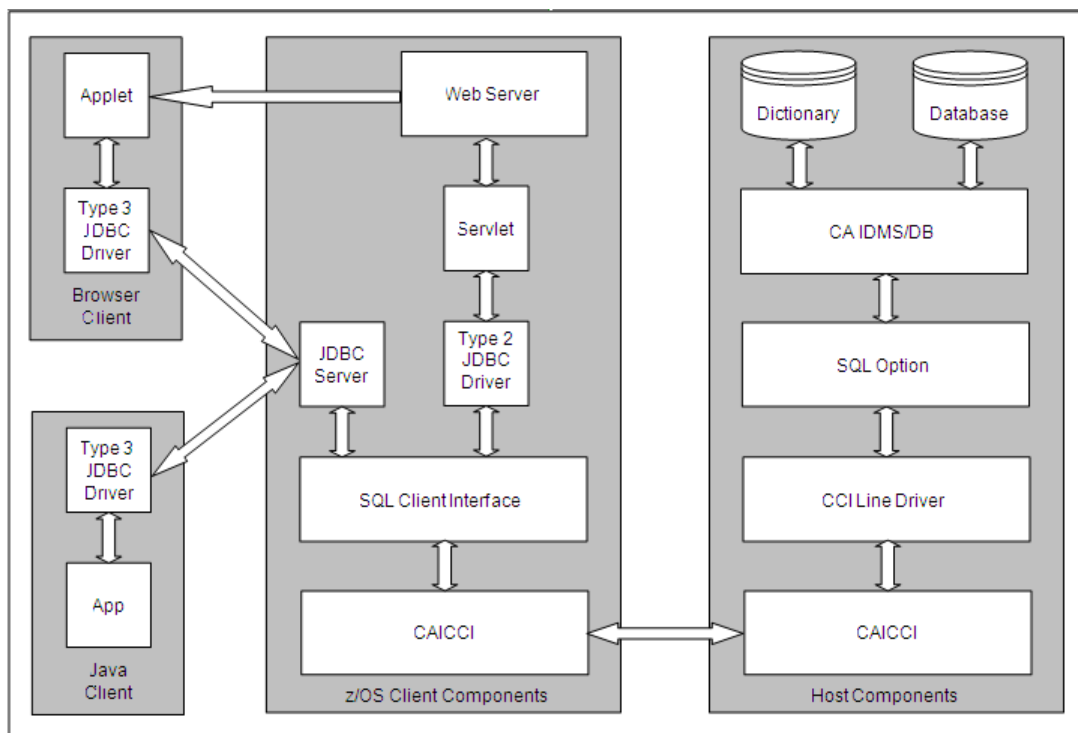 Applet
Type 3
JDBC
Driver
Browser
Client
Type 3
JDBC
Driver
App
Java
Client
Web Server
Servlet
JDBC
Server
Type 2
JDBC
Driver
SQL Client Interface
CAICCI
z/OS Client Components
Dictionary
Database
CA IDMS/DB
SQL Option
CCI Line Driver
CAICCI
Host Components